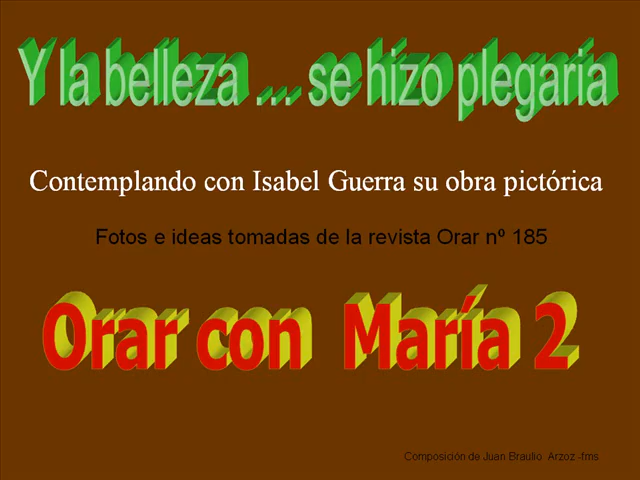 Y la belleza ... se hizo plegaria
Contemplando con Isabel Guerra su obra pictórica
Fotos e ideas tomadas de la revista Orar nº 185
Orar con María 2
Composición de Juan Braulio Arzoz -fms